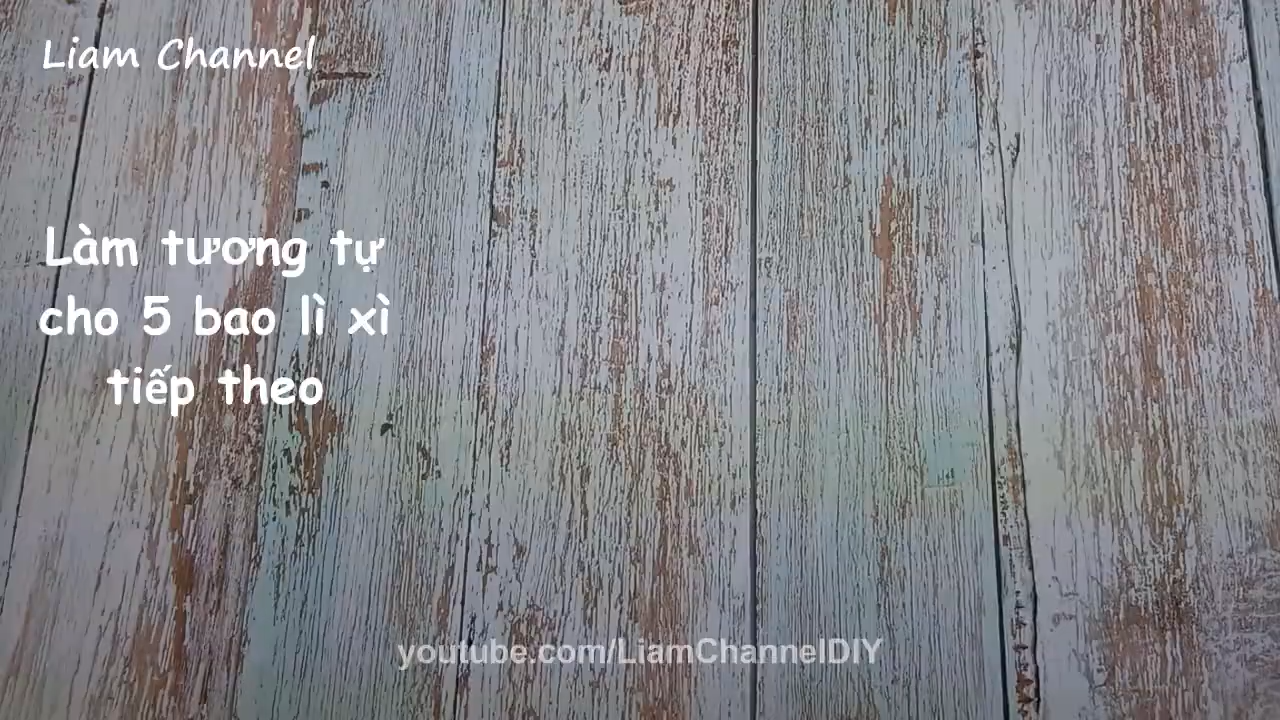 Liam Channel
Làm tương tự
cho 5 bao lì xì
tiếp theo
youtube.com/LiamChannelDIY